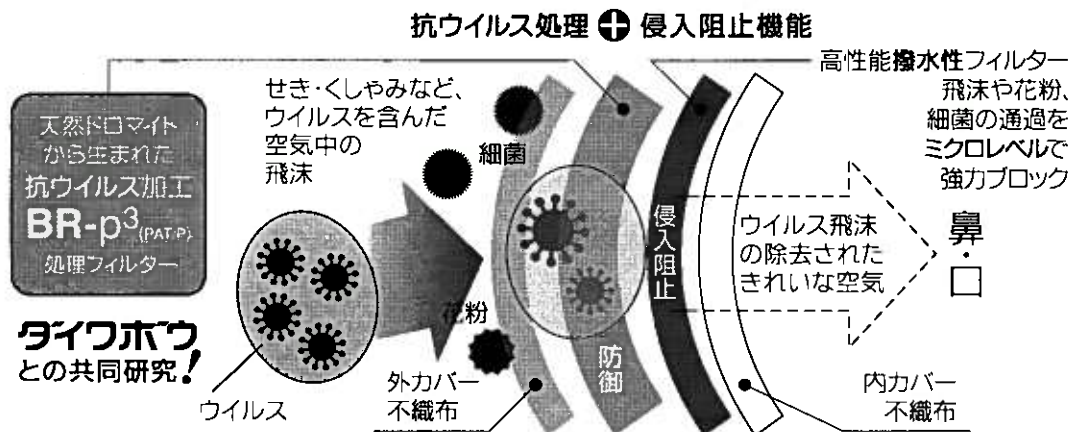 抗ウイルス処理＋侵入阻止機能
天然ドロマイト
から生まれた
抗ウイルス加工
BR-p³(PAT.P)
処理フィルター
ダイワボウ
との共同研究!
せき・くしゃみなど、
ウイルスを含んだ
空気中の
飛沫
細菌
花粉
ウイルス
外カバー
不織布
防御
侵入阻止
高性能撥水性フィルター
飛沫や花粉、
細菌の通過を
ミクロレベルで
強力ブロック
ウイルス飛沫
の除去された
きれいな空気
鼻
・
口
内カバー
不織布